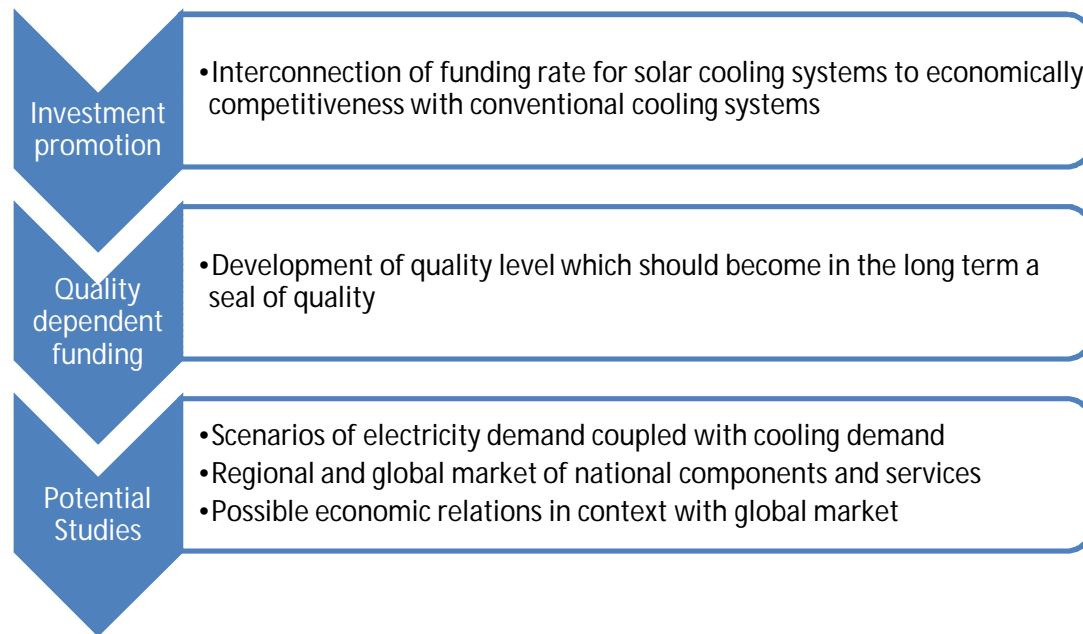 Investment
promotion
•Interconnection of funding rate for solar cooling systems to economically
competitiveness with conventional cooling systems
Quality
dependent
funding
•Development of quality level which should become in the long term a
seal of quality
Potential
Studies
•Scenarios of electricity demand coupled with cooling demand
•Regional and global market of national components and services
•Possible economic relations in context with global market